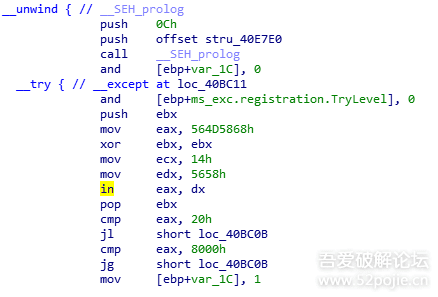 __unwind { // __SEH_prolog
push 0Ch
push offset stru_40E7E0
call __SEH_prolog
and [ebp+var_1C], 0
__try { // __except at loc_40BC11
and [ebp+ms_exc.registration.TryLevel], 0
push ebx
mov eax, 564D5868h
xor ebx, ebx
mov ecx, 14h
mov edx, 5658h
in eax, dx
pop ebx
cmp eax, 20h
jl short loc_40BC0B
cmp eax, 8000h
jg short loc_40BC0B
mov [ebp+var_1C], 1
吾爱破解论坛
www.52pojie.cn